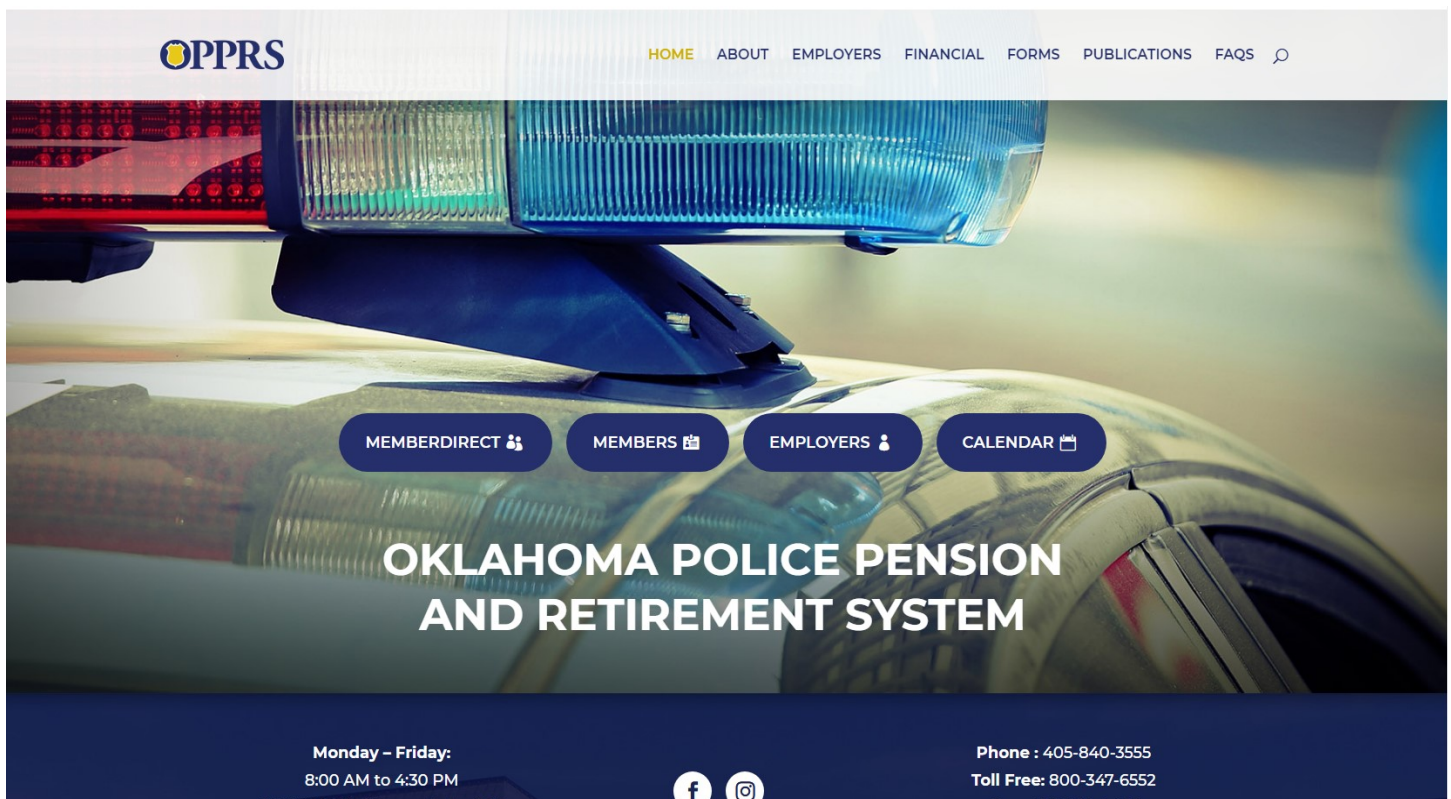 OPPRS
HOME ABOUT EMPLOYERS FINANCIAL FORMS PUBLICATIONS FAQS
MEMBERDIRECT MEMBERS EMPLOYERS CALENDAR
OKLAHOMA POLICE PENSION
AND RETIREMENT SYSTEM
Monday – Friday:
8:00 AM to 4:30 PM
Phone : 405-840-3555
Toll Free: 800-347-6552